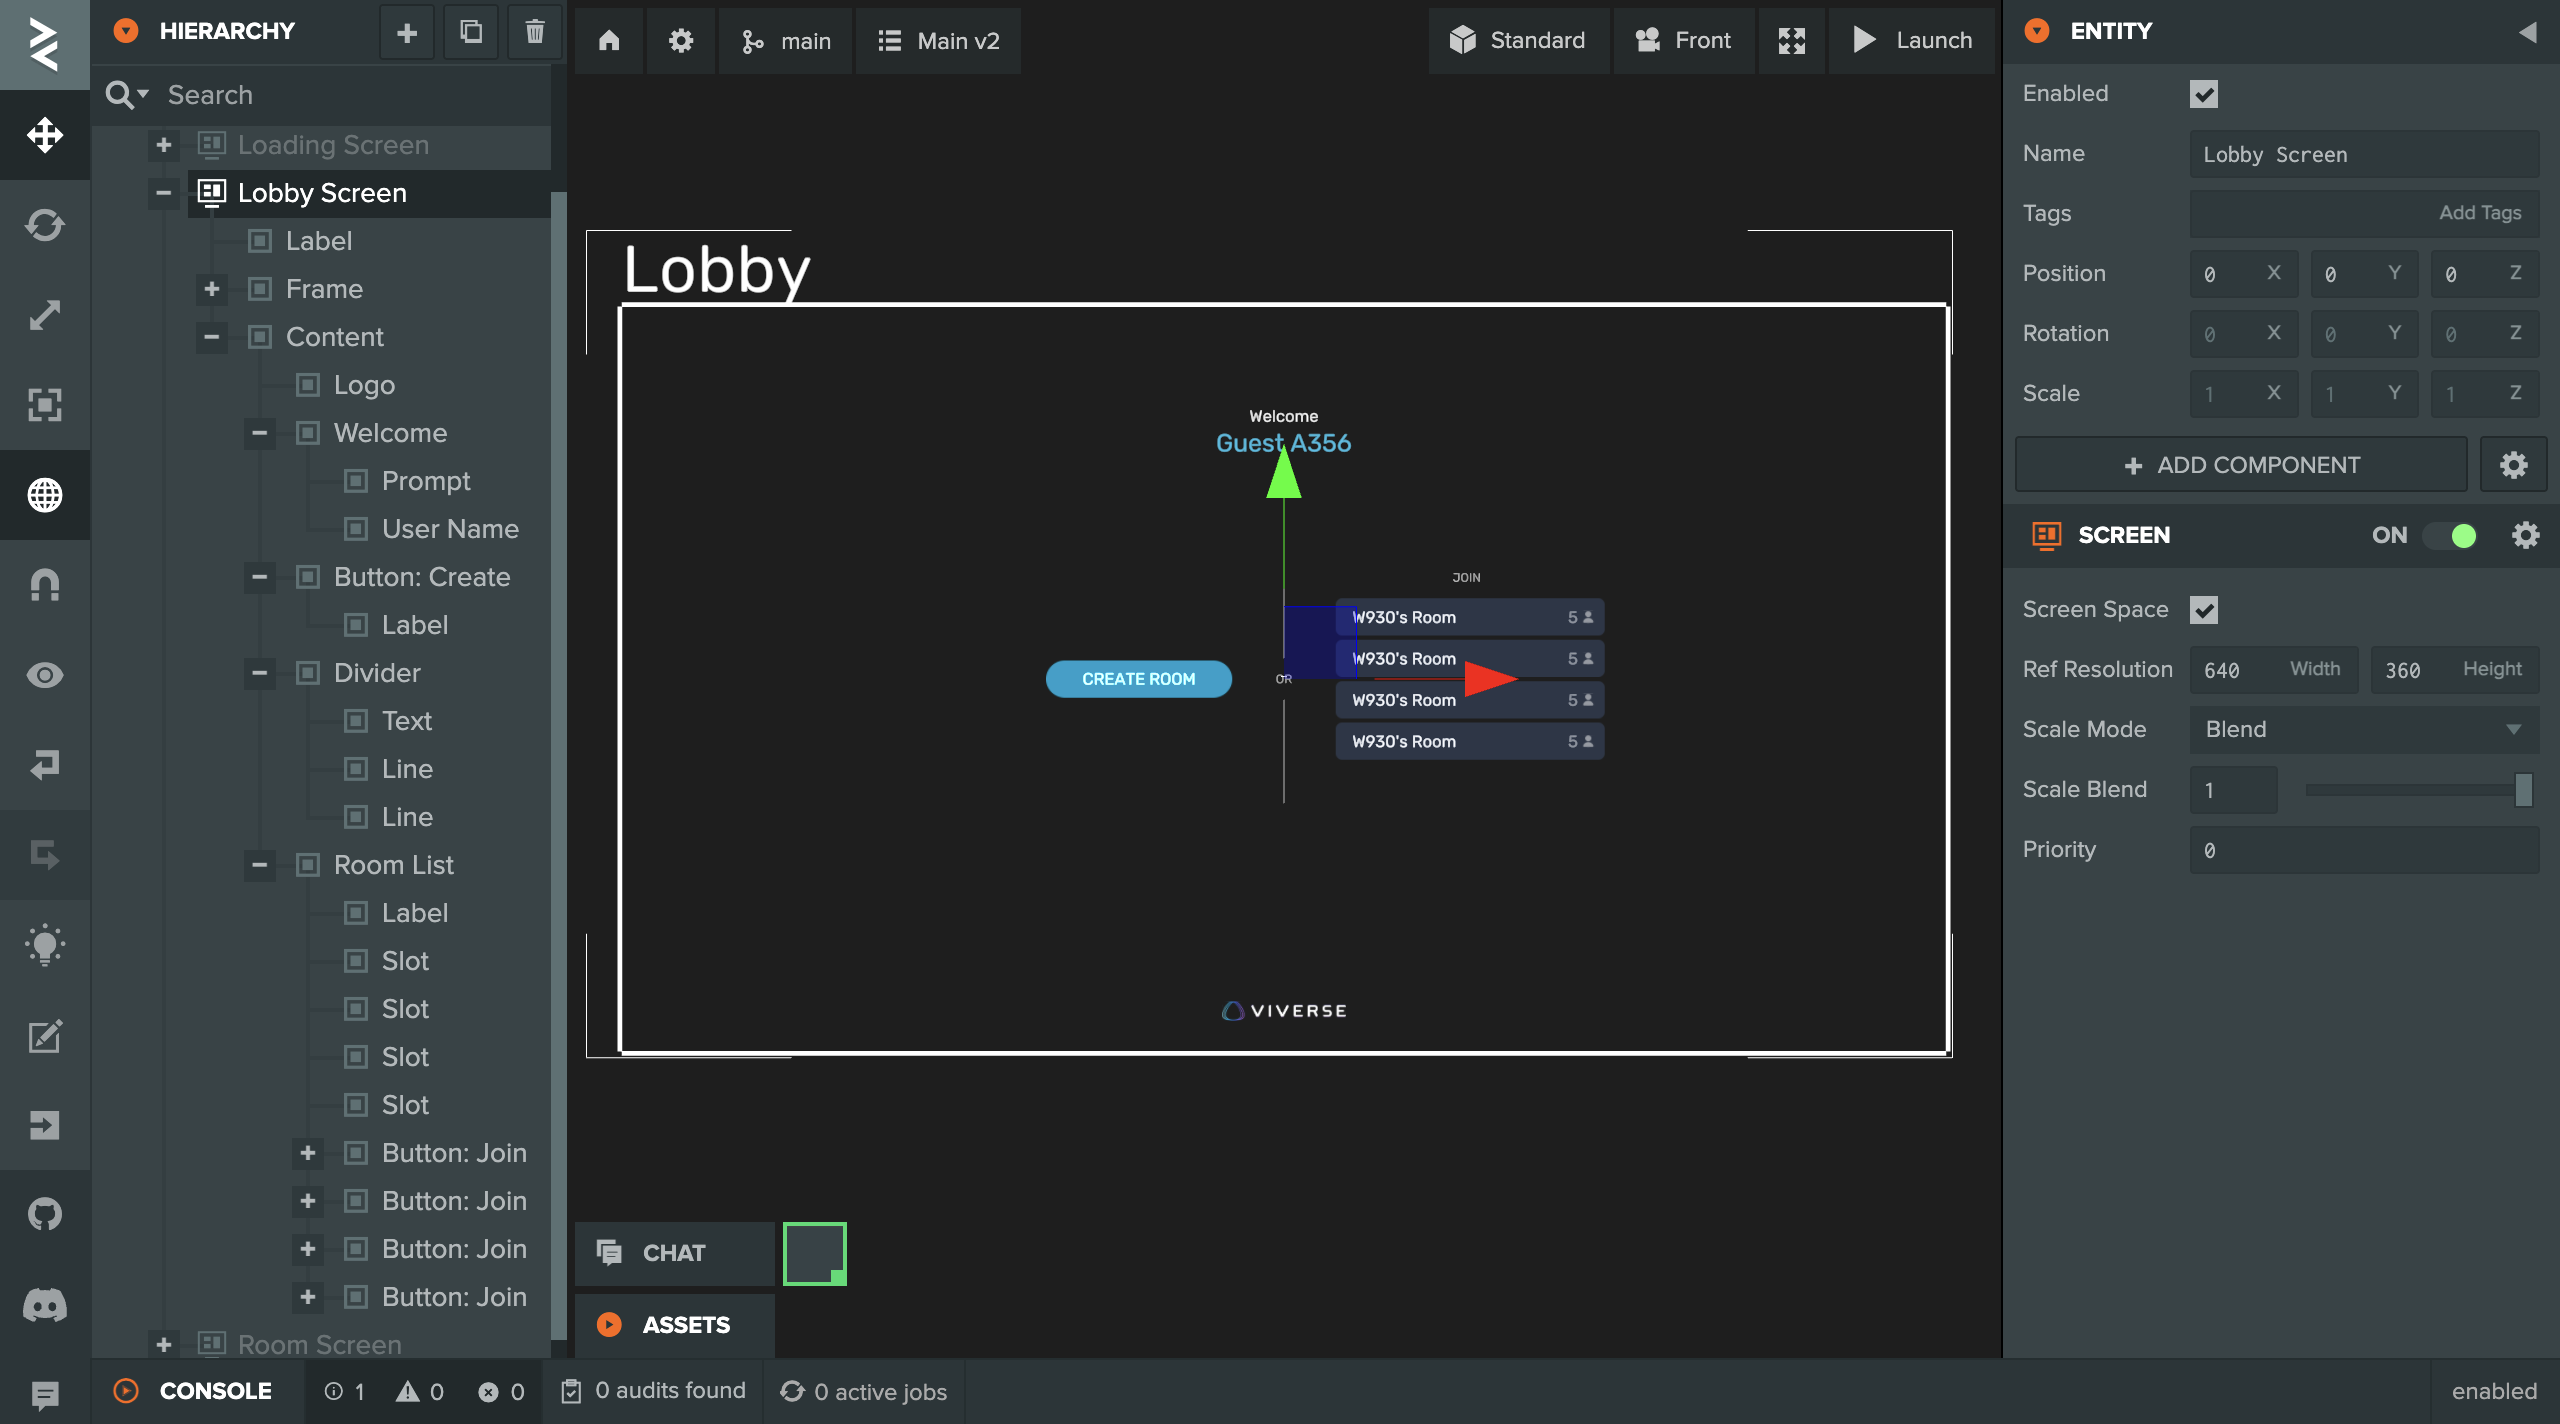 HIERARCHY
Search
Loading Screen
Lobby Screen
Label
Frame
Content
Logo
Welcome
Prompt
User Name
Button: Create
Label
Divider
Text
Line
Line
Room List
Label
Slot
Slot
Slot
Slot
Button: Join
Button: Join
Button: Join
Button: Join
Room Screen
main
Main v2
Standard
Front
Launch
Lobby
Welcome
Guest A356
JOIN
W930's Room 5
W930's Room 5
CREATE ROOM
OR
W930's Room 5
W930's Room 5
VIVERSE
CHAT
ASSETS
ENTITY
Enabled
Name Lobby Screen
Tags Add Tags
Position 0 X 0 Y 0 Z
Rotation 0 X 0 Y 0 Z
Scale 1 X 1 Y 1 Z
ADD COMPONENT
SCREEN ON
Screen Space
Ref Resolution 640 Width 360 Height
Scale Mode Blend
Scale Blend 1
Priority 0
CONSOLE 1 0 0 0 audits found 0 active jobs enabled